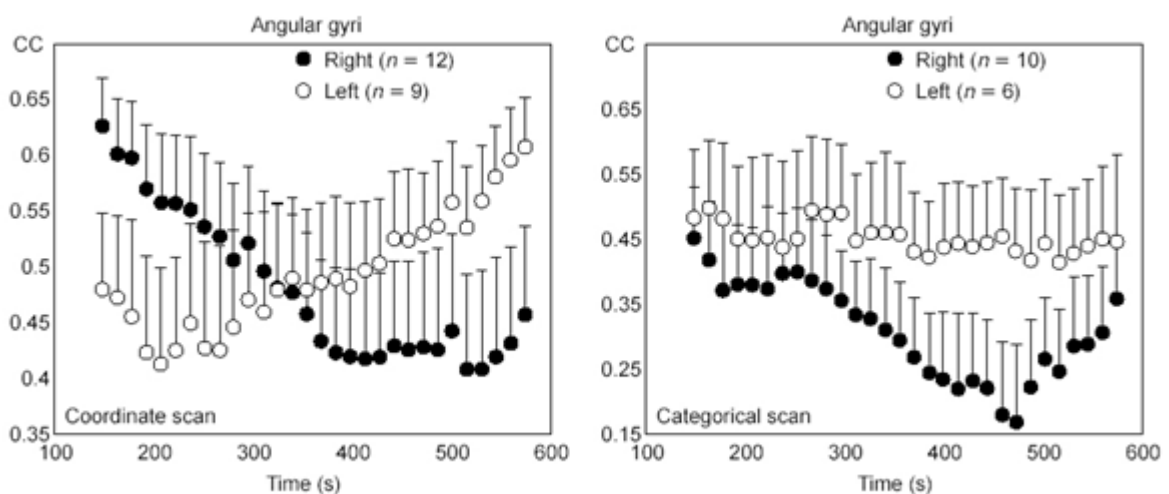 Angular gyri
CC
Right (n = 12)
Left (n = 9)
0.65
0.6
0.55
0.5
0.45
0.4
0.35
Coordinate scan
100 200 300 400 500 600
Time (s)
Angular gyri
CC
Right (n = 10)
Left (n = 6)
0.65
0.55
0.45
0.35
0.25
0.15
Categorical scan
100 200 300 400 500 600
Time (s)